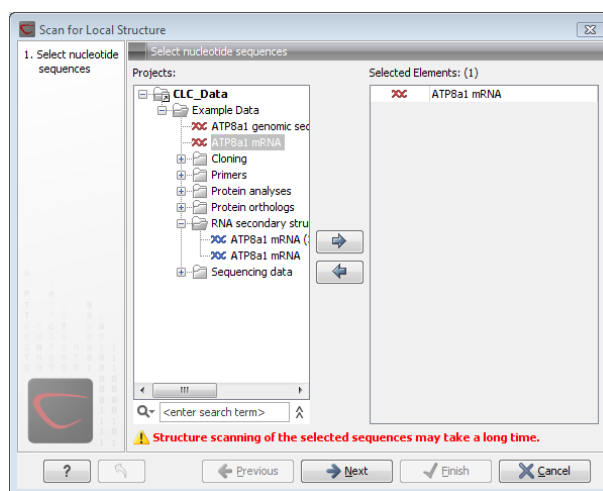 Scan for Local Structure
1. Select nucleotide
sequences
Select nucleotide sequences
Projects:
CLC_Data
Example Data
ATP8a1 genomic sec
ATP8a1 mRNA
Cloning
Primers
Protein analyses
Protein orthologs
RNA secondary stru
ATP8a1 mRNA (
ATP8a1 mRNA
Sequencing data
<enter search term>
Selected Elements: (1)
ATP8a1 mRNA
Structure scanning of the selected sequences may take a long time.
? Previous Next Finish Cancel